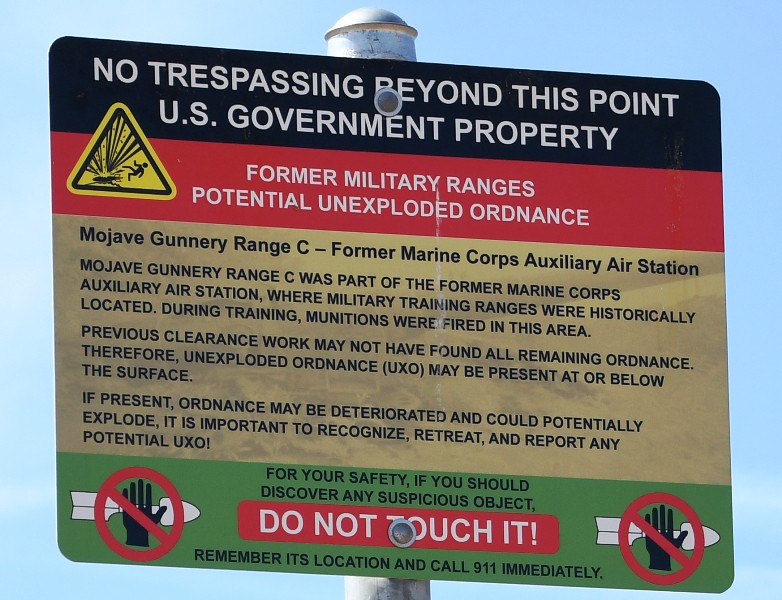 NO TRESPASSING BEYOND THIS POINT
U.S. GOVERNMENT PROPERTY
FORMER MILITARY RANGES
POTENTIAL UNEXPLODED ORDNANCE
Mojave Gunnery Range C – Former Marine Corps Auxiliary Air Station
MOJAVE GUNNERY RANGE C WAS PART OF THE FORMER MARINE CORPS
AUXILIARY AIR STATION, WHERE MILITARY TRAINING RANGES WERE HISTORICALLY
LOCATED. DURING TRAINING, MUNITIONS WERE FIRED IN THIS AREA.
PREVIOUS CLEARANCE WORK MAY NOT HAVE FOUND ALL REMAINING ORDNANCE.
THEREFORE, UNEXPLODED ORDNANCE (UXO) MAY BE PRESENT AT OR BELOW
THE SURFACE.
IF PRESENT, ORDNANCE MAY BE DETERIORATED AND COULD POTENTIALLY
EXPLODE, IT IS IMPORTANT TO RECOGNIZE, RETREAT, AND REPORT ANY
POTENTIAL UXO!
FOR YOUR SAFETY, IF YOU SHOULD
DISCOVER ANY SUSPICIOUS OBJECT,
DO NOT TOUCH IT!
REMEMBER ITS LOCATION AND CALL 911 IMMEDIATELY.